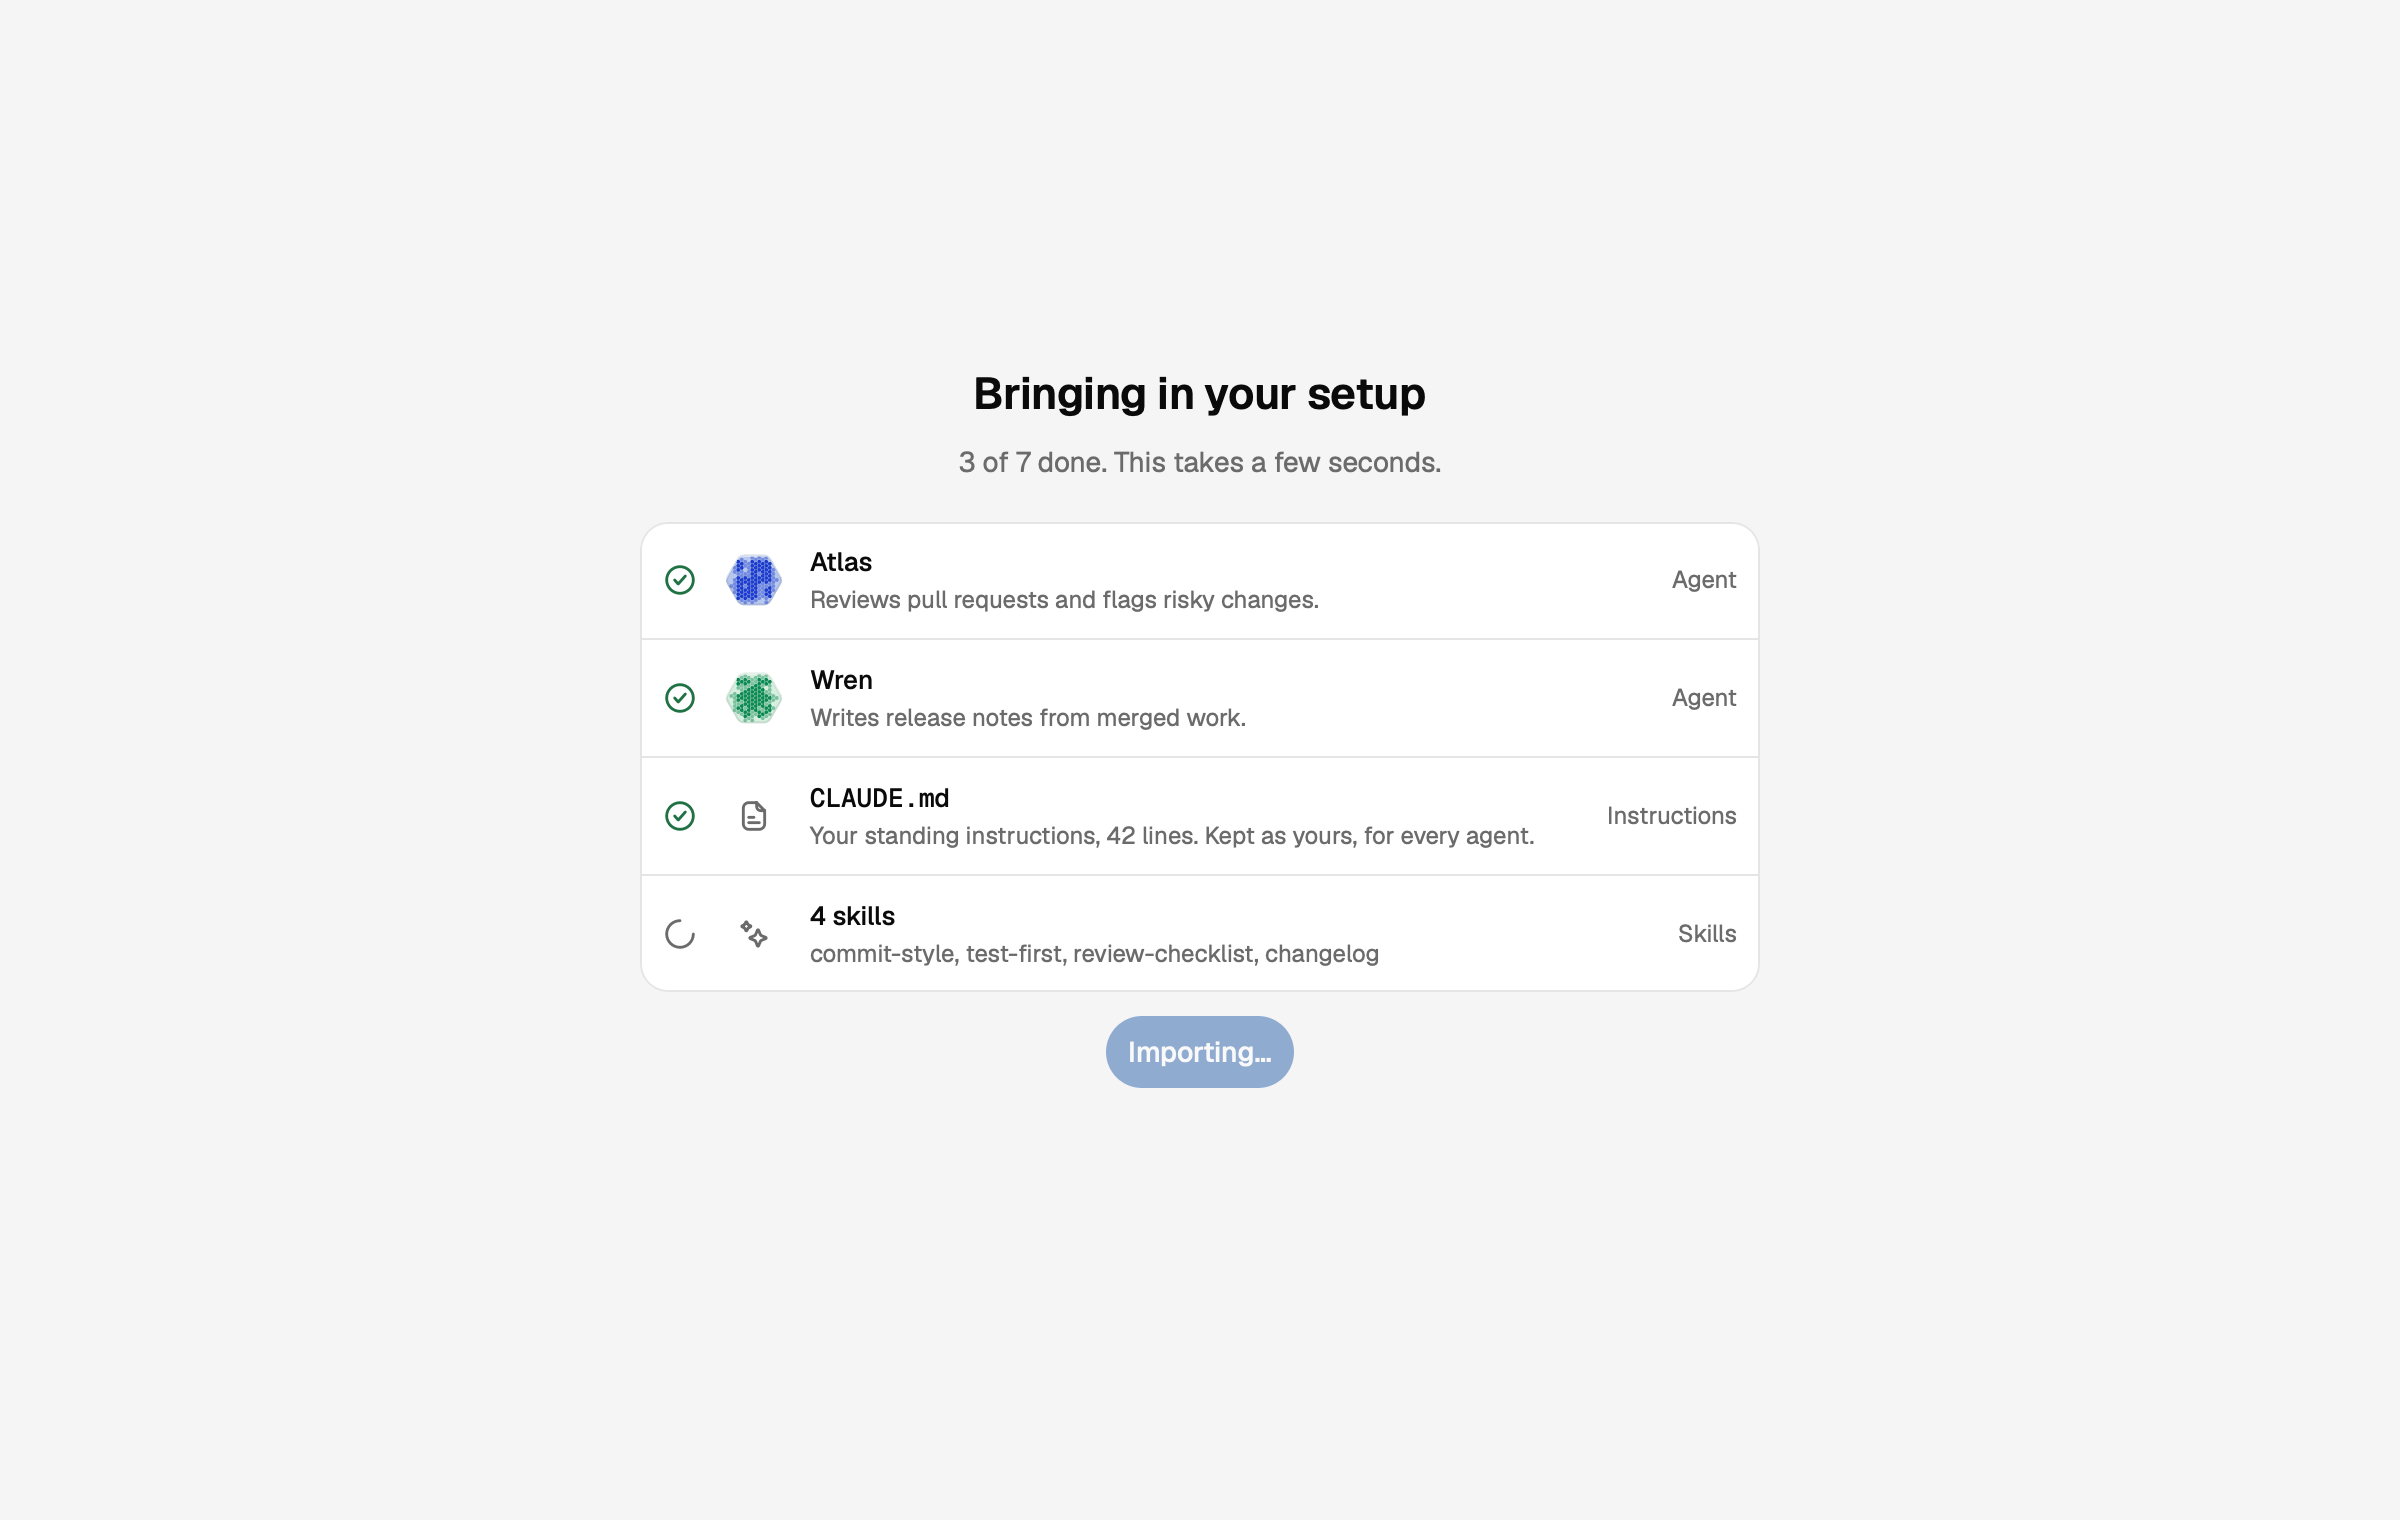 Bringing in your setup
3 of 7 done. This takes a few seconds.
Atlas
Reviews pull requests and flags risky changes.
Agent
Wren
Writes release notes from merged work.
Agent
CLAUDE.md
Your standing instructions, 42 lines. Kept as yours, for every agent.
Instructions
4 skills
commit-style, test-first, review-checklist, changelog
Skills
Importing...